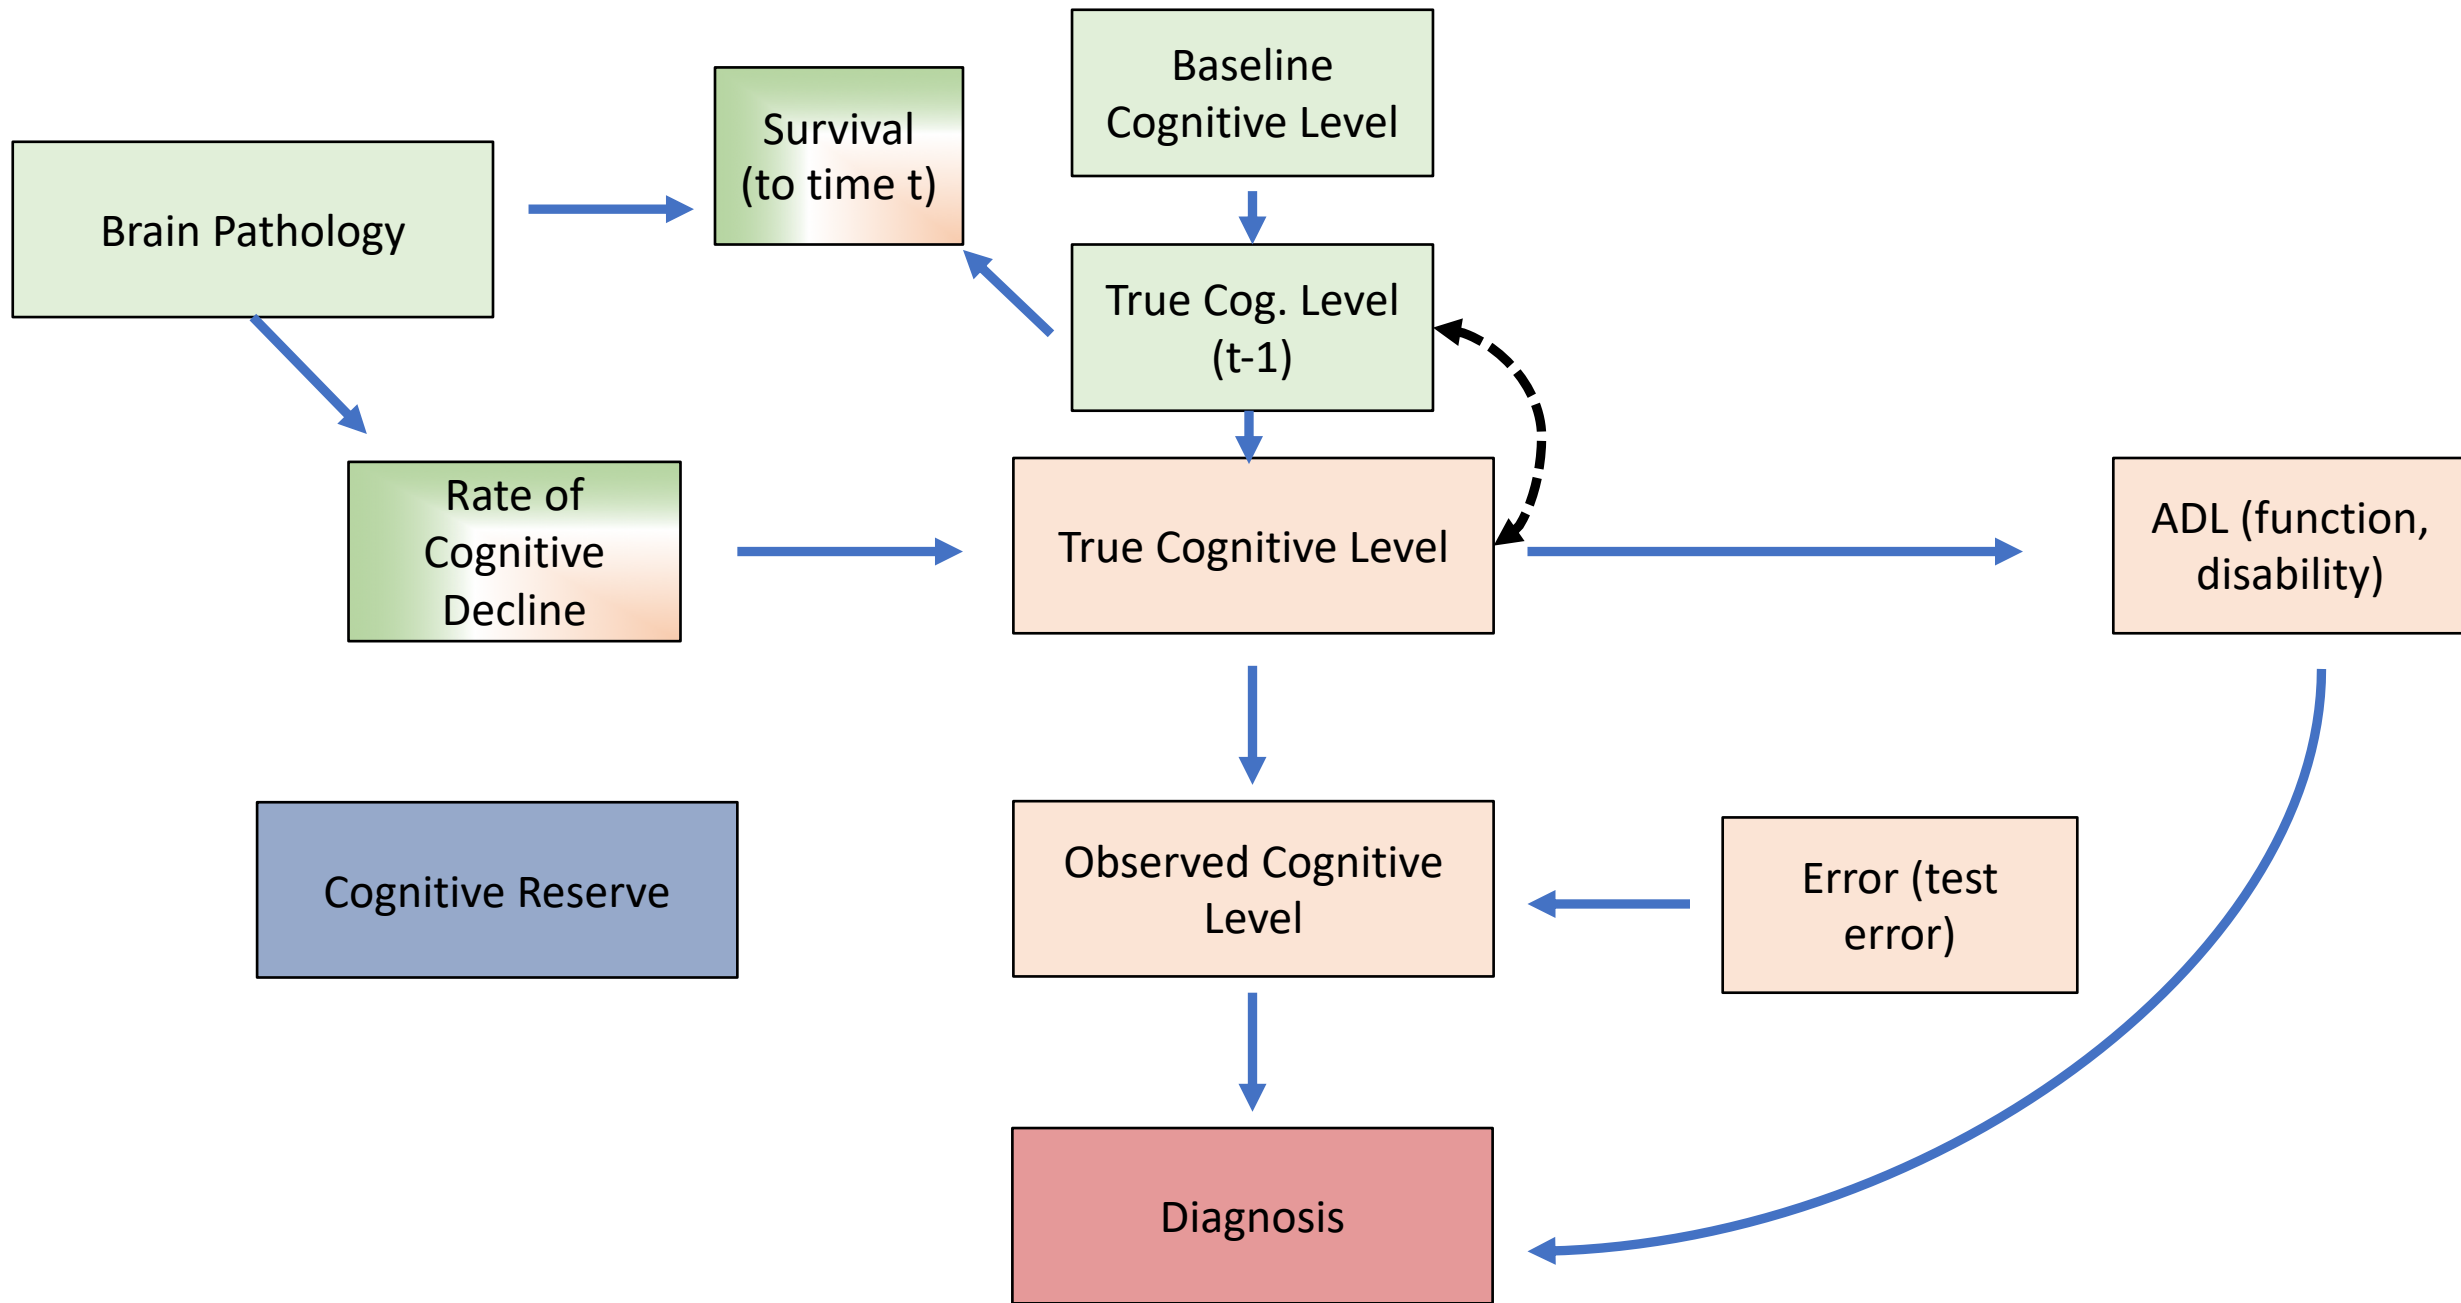 Baseline
Cognitive Level
Survival
(to time t)
Brain Pathology
True Cog. Level
(t-1)
Rate of
Cognitive
Decline
True Cognitive Level
ADL (function,
disability)
Cognitive Reserve
Observed Cognitive
Level
Error (test
error)
Diagnosis